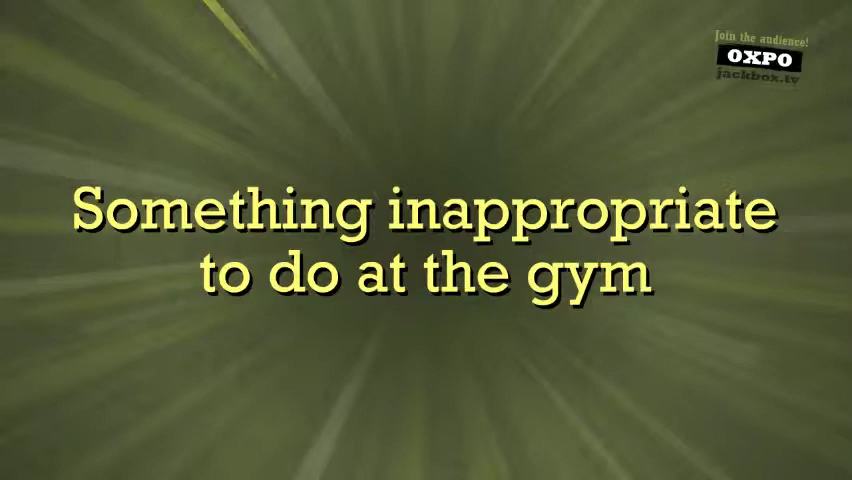 Join the audience!
OXPO
jackbox.tv
Something inappropriate
to do at the gym